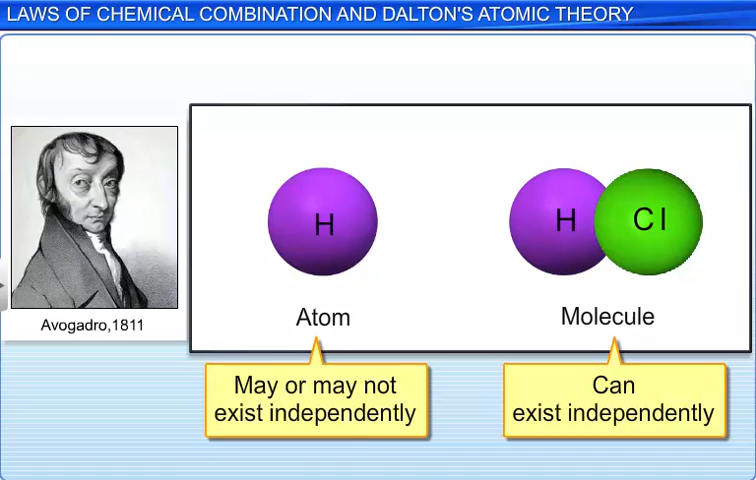 LAWS OF CHEMICAL COMBINATION AND DALTON'S ATOMIC THEORY
H
H
Cl
Avogadro,1811
Atom
Molecule
May or may not
exist independently
Can
exist independently